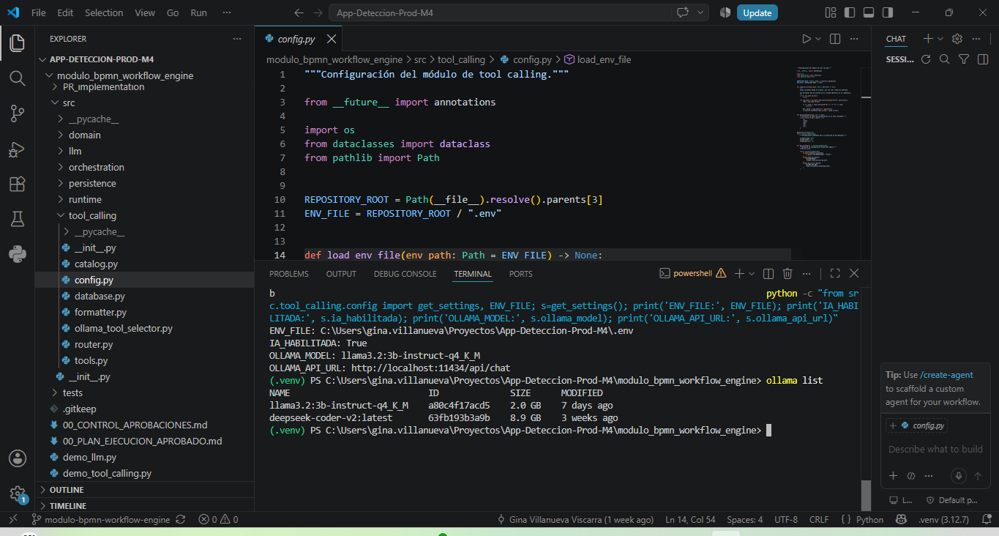 File Edit Selection View Go Run ···
App-Deteccion-Prod-M4
Update
EXPLORER
APP-DETECCION-PROD-M4
modulo_bpmn_workflow_engine
PR_implementation
src
__pycache__
domain
llm
orchestration
persistence
runtime
tool_calling
__pycache__
__init__.py
catalog.py
config.py
database.py
formatter.py
ollama_tool_selector.py
router.py
tools.py
__init__.py
tests
.gitkeep
00_CONTROL_APROBACIONES.md
00_PLAN_EJECUCION_APROBADO.md
demo_llm.py
demo_tool_calling.py
OUTLINE
TIMELINE
config.py
modulo_bpmn_workflow_engine > src > tool_calling > config.py > load_env_file
1 """Configuración del módulo de tool calling."""
2
3 from __future__ import annotations
4
5 import os
6 from dataclasses import dataclass
7 from pathlib import Path
8
9
10 REPOSITORY_ROOT = Path(__file__).resolve().parents[3]
11 ENV_FILE = REPOSITORY_ROOT / ".env"
12
13
14 def load_env_file(env_path: Path = ENV_FILE) -> None:
PROBLEMS OUTPUT DEBUG CONSOLE TERMINAL PORTS
powershell
b python -c "from sr
c.tool_calling.config import get_settings, ENV_FILE; s=get_settings(); print('ENV_FILE:', ENV_FILE); print('IA_HABI
LITADA:', s.ia_habilitada); print('OLLAMA_MODEL:', s.ollama_model); print('OLLAMA_API_URL:', s.ollama_api_url)"
ENV_FILE: C:\Users\gina.villanueva\Proyectos\App-Deteccion-Prod-M4\.env
IA_HABILITADA: True
OLLAMA_MODEL: llama3.2:3b-instruct-q4_K_M
OLLAMA_API_URL: http://localhost:11434/api/chat
(.venv) PS C:\Users\gina.villanueva\Proyectos\App-Deteccion-Prod-M4\modulo_bpmn_workflow_engine> ollama list
NAME ID SIZE MODIFIED
llama3.2:3b-instruct-q4_K_M a80c4f17acd5 2.0 GB 7 days ago
deepseek-coder-v2:latest 63fb193b3a9b 8.9 GB 3 weeks ago
(.venv) PS C:\Users\gina.villanueva\Proyectos\App-Deteccion-Prod-M4\modulo_bpmn_workflow_engine>
CHAT
SESSI...
Tip: Use /create-agent
to scaffold a custom
agent for your workflow.
config.py
Describe what to build
L... Default p...
1
modulo-bpmn-workflow-engine 0 0 Gina Villanueva Viscarra (1 week ago) Ln 14, Col 54 Spaces: 4 UTF-8 CRLF { } Python .venv (3.12.7)